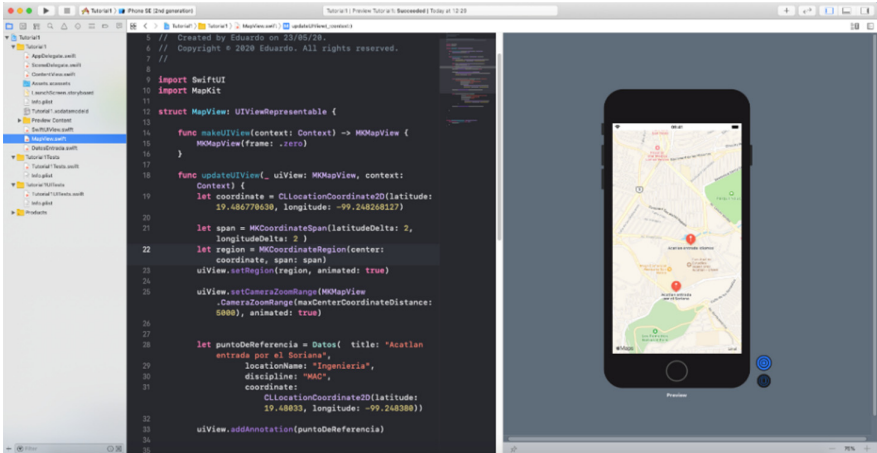 Tutorial1
iPhone SE (2nd generation)
Tutorial1 | Preview Tutorial1: Succeeded | Today at 12:25
Tutorial1
Tutorial1
MapView.swift
updateUIView(_:context:)
Tutorial1
Tutorial1
AppDelegate.swift
SceneDelegate.swift
ContentView.swift
Assets.xcassets
LaunchScreen.storyboard
Info.plist
Tutorial1.xcdatamodeld
Preview Content
SwiftUIView.swift
MapView.swift
DatosEntrada.swift
Tutorial1Tests
Tutorial1Tests.swift
Info.plist
Tutorial1UITests
Tutorial1UITests.swift
Info.plist
Products
Filter
5 //  Created by Eduardo on 23/05/20.
6 //  Copyright © 2020 Eduardo. All rights reserved.
7 //
8
9 import SwiftUI
10 import MapKit
11
12 struct MapView: UIViewRepresentable {
13
14 func makeUIView(context: Context) -> MKMapView {
15 MKMapView(frame: .zero)
16 }
17
18 func updateUIView(_ uiView: MKMapView, context:
Context) {
19 let coordinate = CLLocationCoordinate2D(latitude:
19.486770630, longitude: -99.248268127)
20
21 let span = MKCoordinateSpan(latitudeDelta: 2,
longitudeDelta: 2 )
22 let region = MKCoordinateRegion(center:
coordinate, span: span)
23 uiView.setRegion(region, animated: true)
24
25 uiView.setCameraZoomRange(MKMapView
.CameraZoomRange(maxCenterCoordinateDistance:
5000), animated: true)
26
27
28 let puntoDeReferencia = Datos(  title: "Acatlan
entrada por el Soriana",
29 locationName: "Ingenieria",
30 discipline: "MAC",
31 coordinate:
CLLocationCoordinate2D(latitude:
19.48033, longitude: -99.248380))
32
33 uiView.addAnnotation(puntoDeReferencia)
34
35
Maps
Legal
Preview
75%